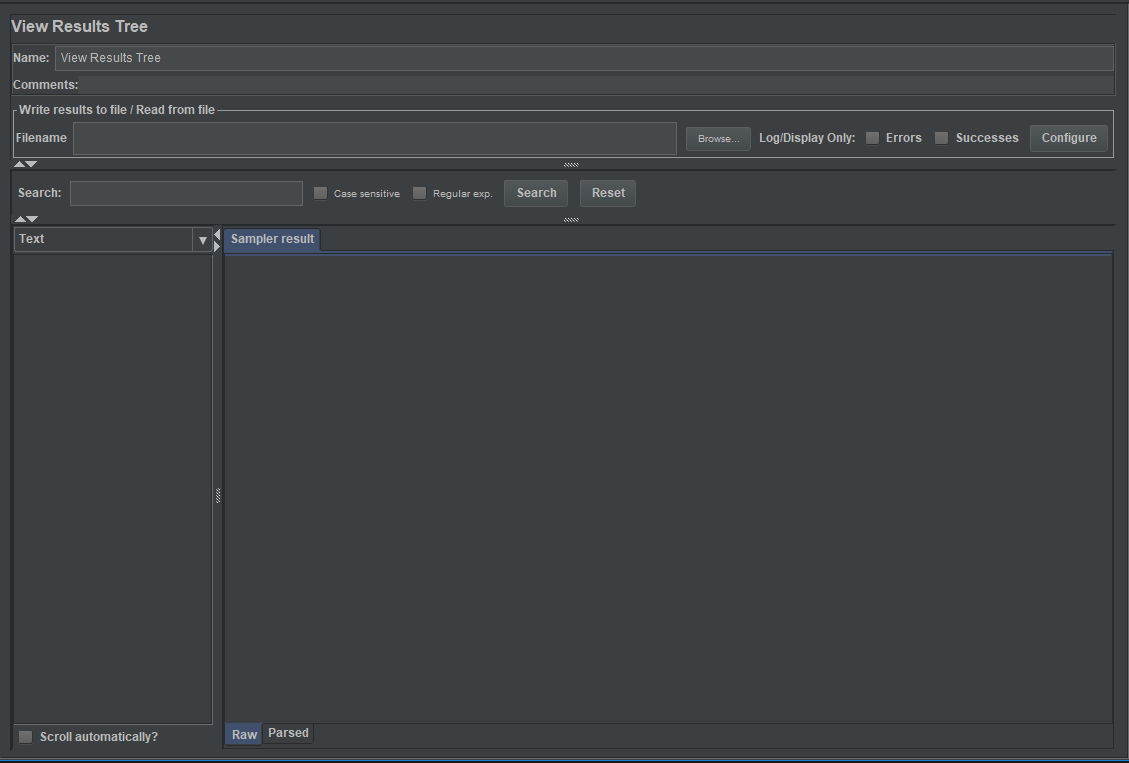 View Results Tree
Name: View Results Tree
Comments:
Write results to file / Read from file
Filename Browse... Log/Display Only: Errors Successes Configure
Search: Case sensitive Regular exp. Search Reset
Text Sampler result
Raw Parsed
Scroll automatically?